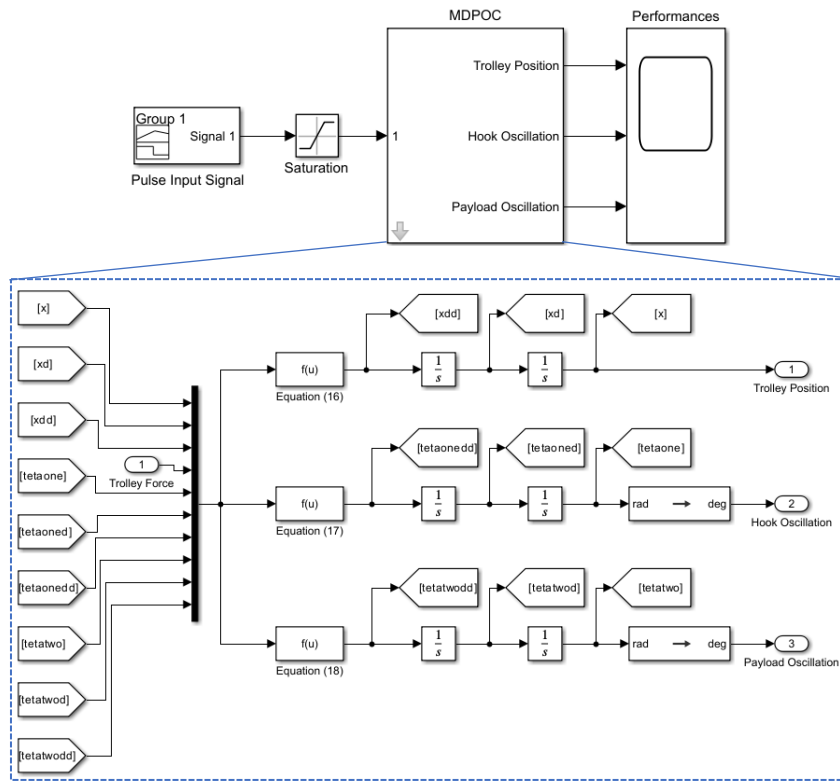 MDPOC
Performances
Trolley Position
Group 1
Signal 1
1
Hook Oscillation
Saturation
Pulse Input Signal
Payload Oscillation
[x]
[xdd]
[xd]
[x]
[xd]
f(u)
1
s
1
s
1
Equation (16)
Trolley Position
[xdd]
[tetaonedd]
[tetaoned]
[tetaone]
1
Trolley Force
[tetaone]
f(u)
1
s
1
s
rad
deg
2
Equation (17)
Hook Oscillation
[tetaoned]
[tetaonedd]
[tetatwodd]
[tetatwod]
[tetatwo]
[tetatwo]
f(u)
1
s
1
s
rad
deg
3
Equation (18)
Payload Oscillation
[tetatwod]
[tetatwodd]